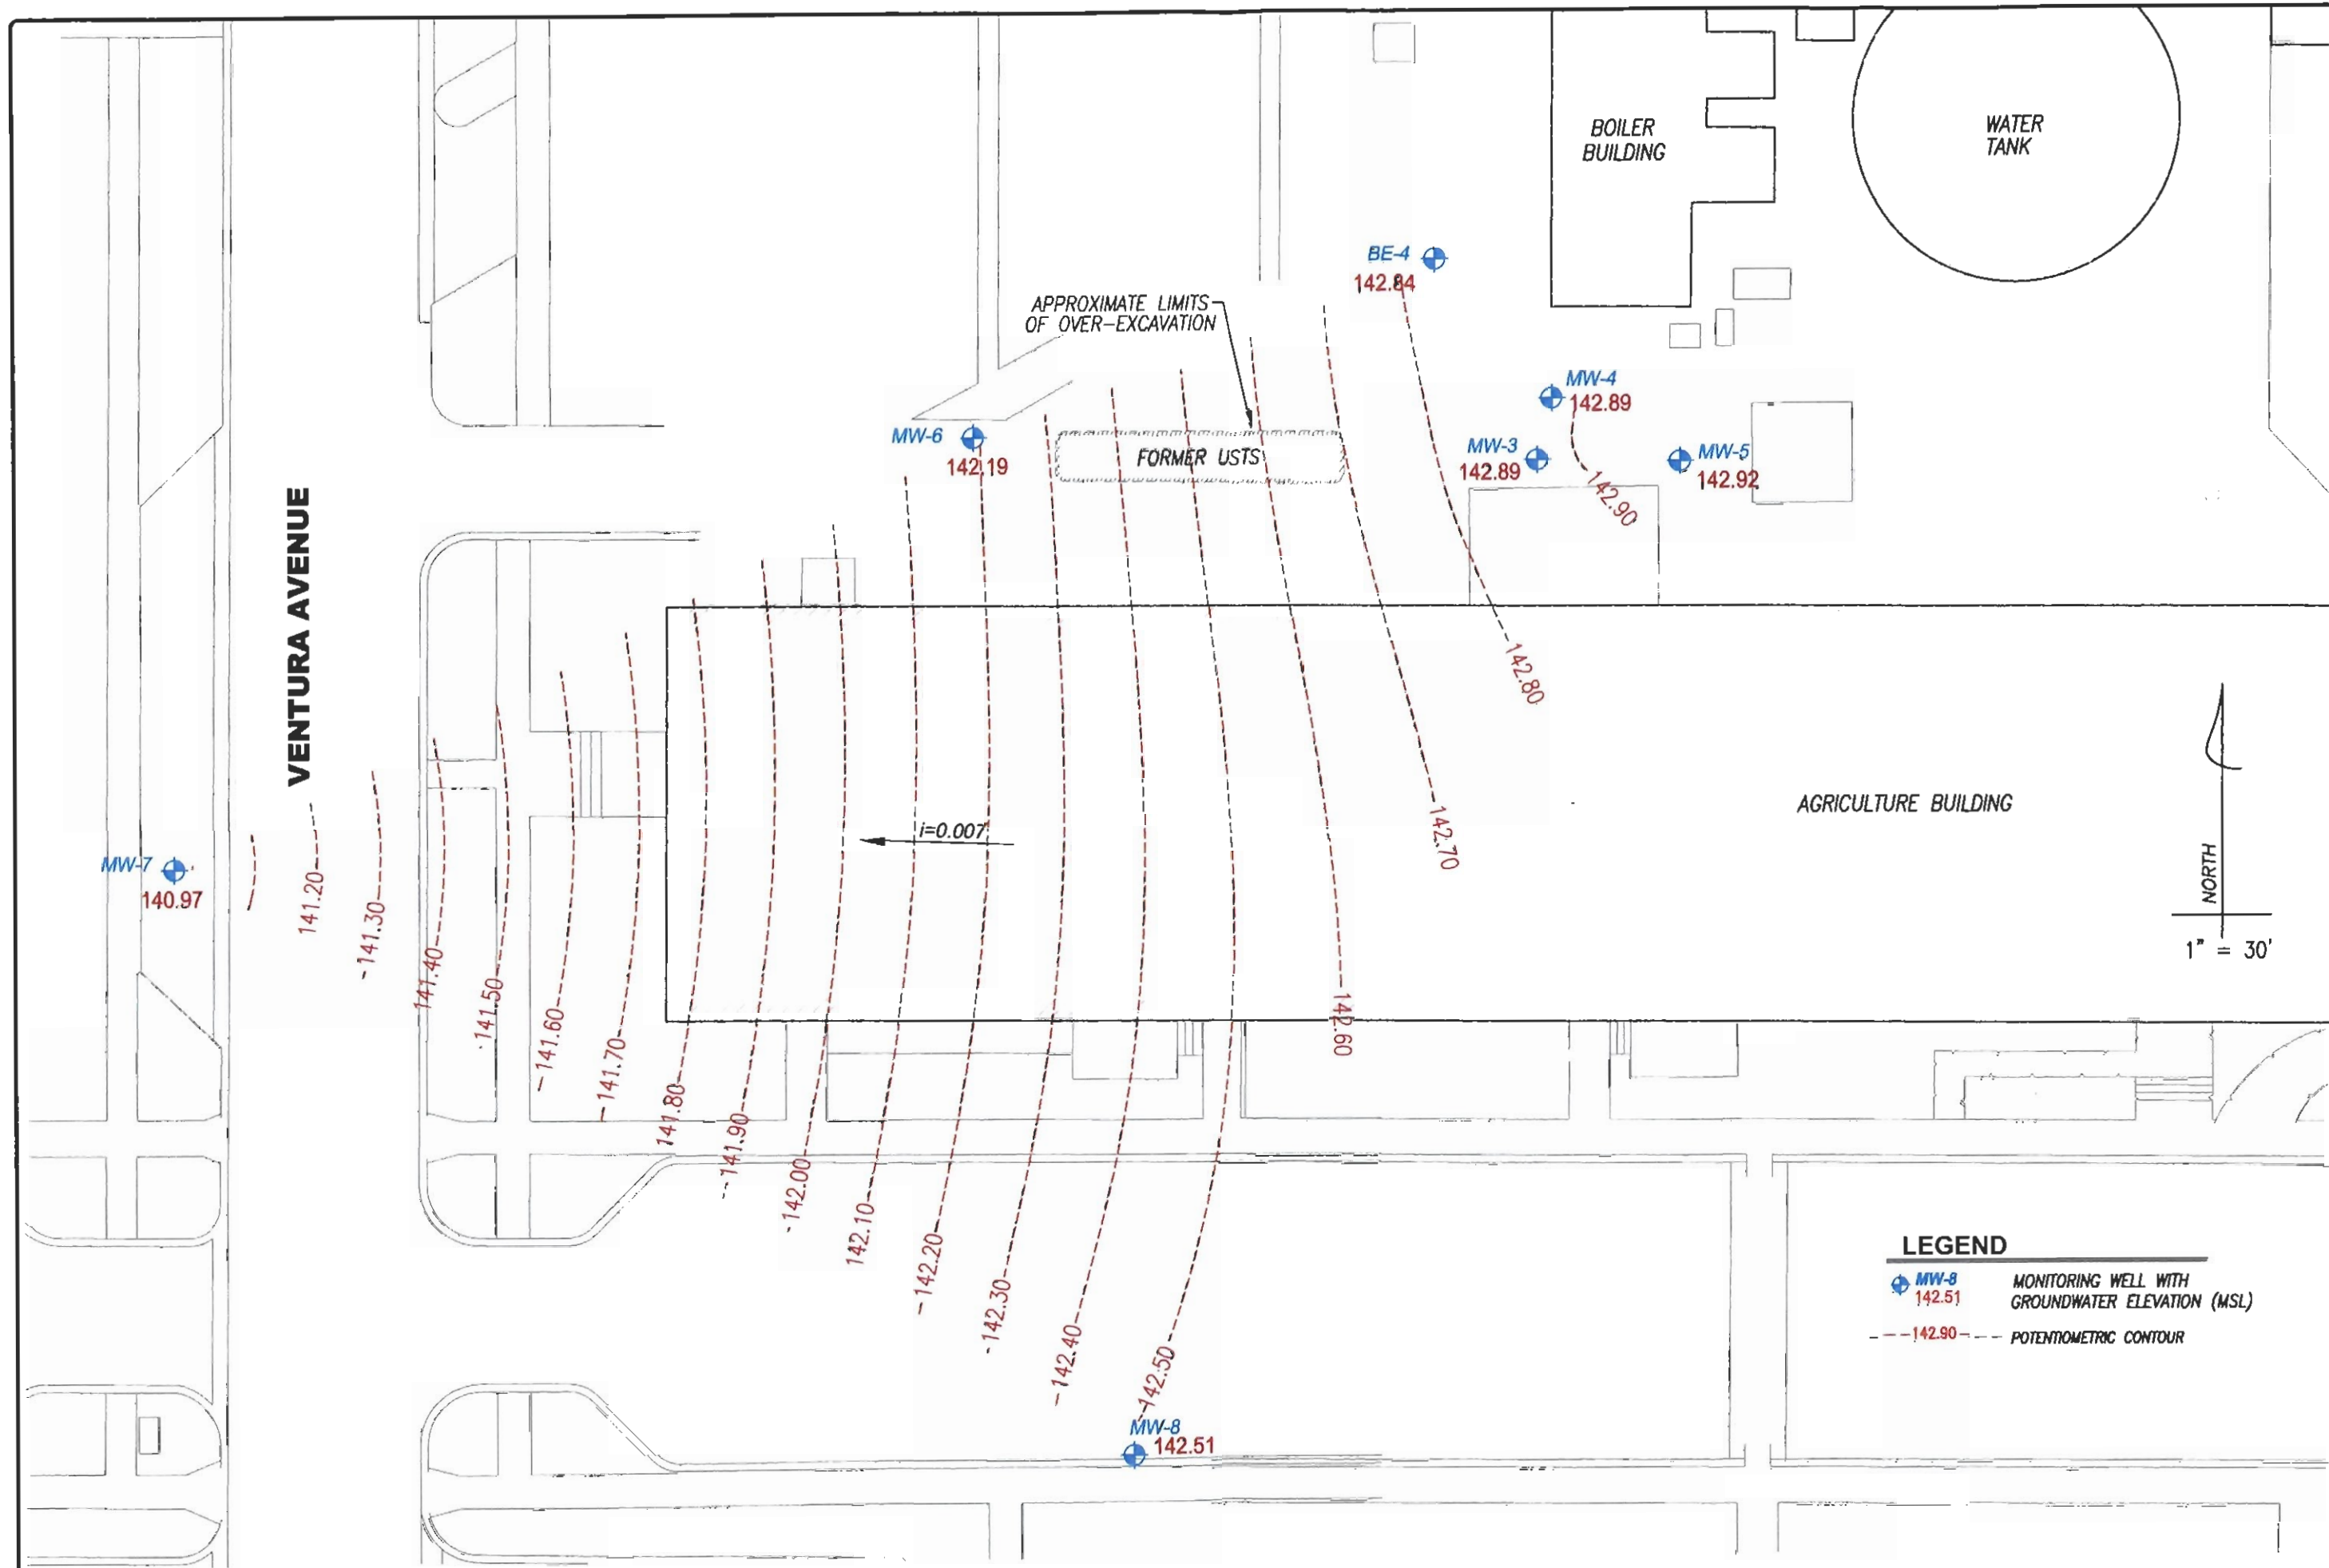 BOILER
BUILDING
WATER
TANK
BE-4
142.84
APPROXIMATE LIMITS
OF OVER-EXCAVATION
MW-4
142.89
MW-6
142.19
FORMER USTS
MW-3
142.89
MW-5
142.92
142.90
VENTURA AVENUE
142.80
142.70
AGRICULTURE BUILDING
i=0.007
MW-7
140.97
141.20
141.30
141.40
141.50
141.60
141.70
141.80
141.90
142.00
142.10
142.20
142.30
142.40
142.50
142.60
NORTH
1" = 30'
MW-8
142.51
LEGEND
MW-8
142.51
MONITORING WELL WITH
GROUNDWATER ELEVATION (MSL)
142.90
POTENTIOMETRIC CONTOUR